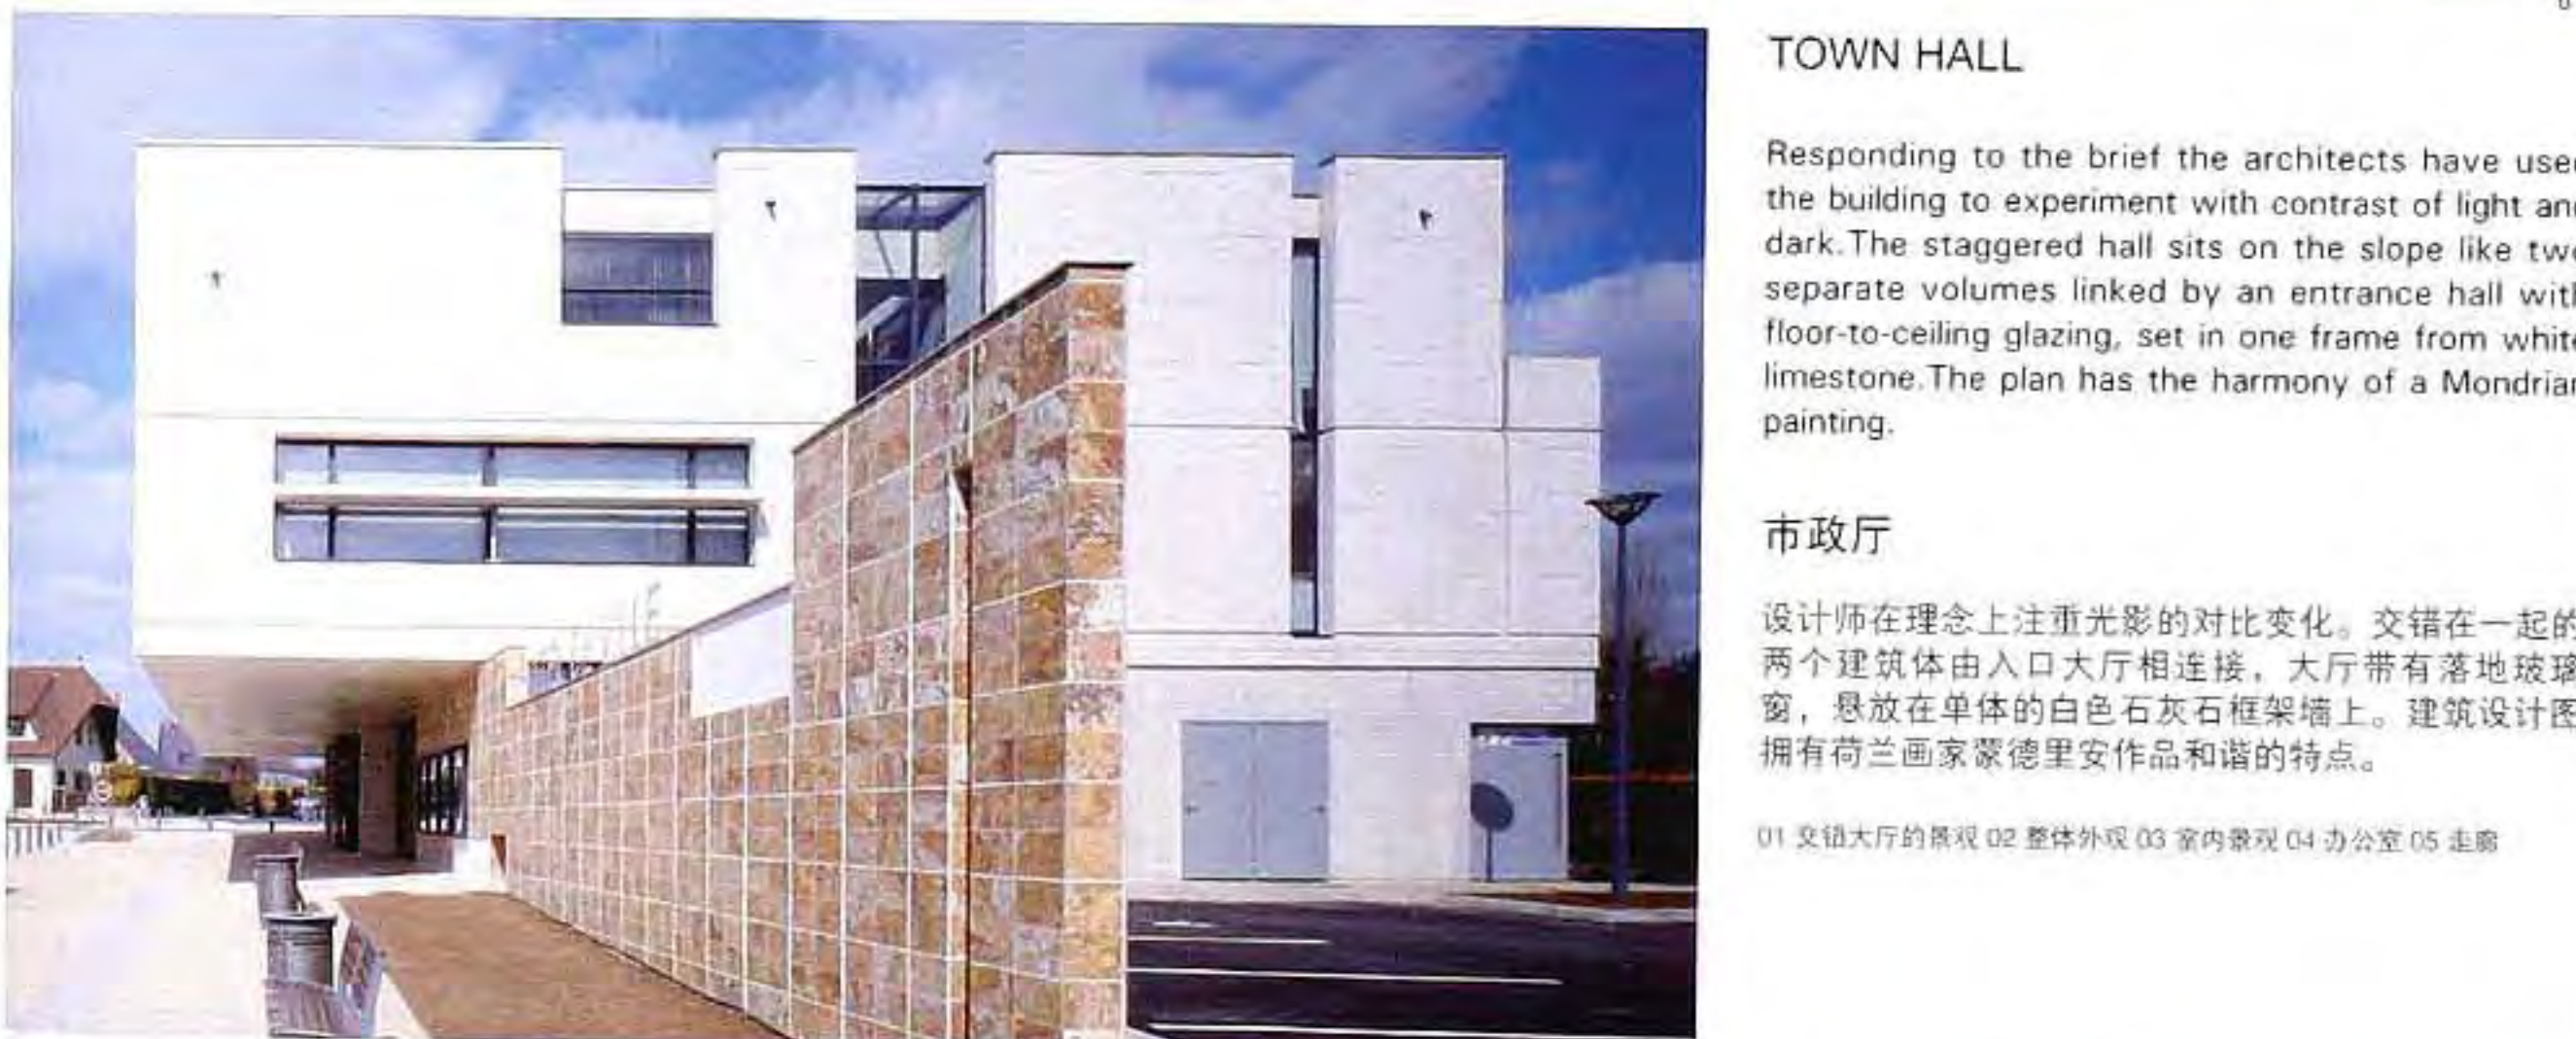 TOWN HALL
Responding to the brief the architects have used
the building to experiment with contrast of light and
dark.The staggered hall sits on the slope like two
separate volumes linked by an entrance hall with
floor-to-ceiling glazing, set in one frame from white
limestone.The plan has the harmony of a Mondrian
painting.
市政厅
设计师在理念上注重光影的对比变化。交错在一起的
两个建筑体由入口大厅相连接，大厅带有落地玻璃
窗，悬放在单体的白色石灰石框架墙上。建筑设计图
拥有荷兰画家蒙德里安作品和谐的特点。
01 交错大厅的景观 02 整体外观 03 室内景观 04 办公室 05 走廊